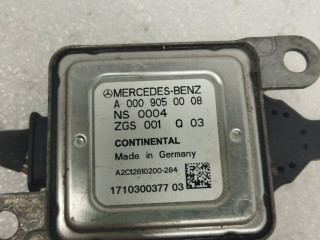 MERCEDES-BENZ
A 000 905 00 08
NS 0004
ZGS 001 Q 03
CONTINENTAL
Made in Germany
A2C12610200-284
1710300377 03